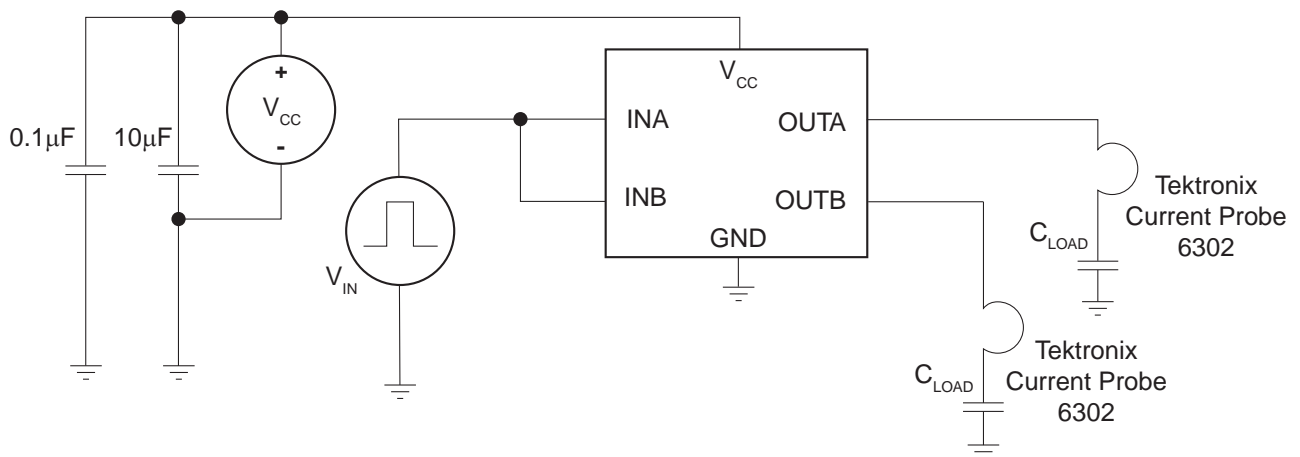 +
V_CC
-
0.1µF
10µF
V_IN
V_CC
INA
INB
OUTA
OUTB
GND
C_LOAD
Tektronix
Current Probe
6302
C_LOAD
Tektronix
Current Probe
6302